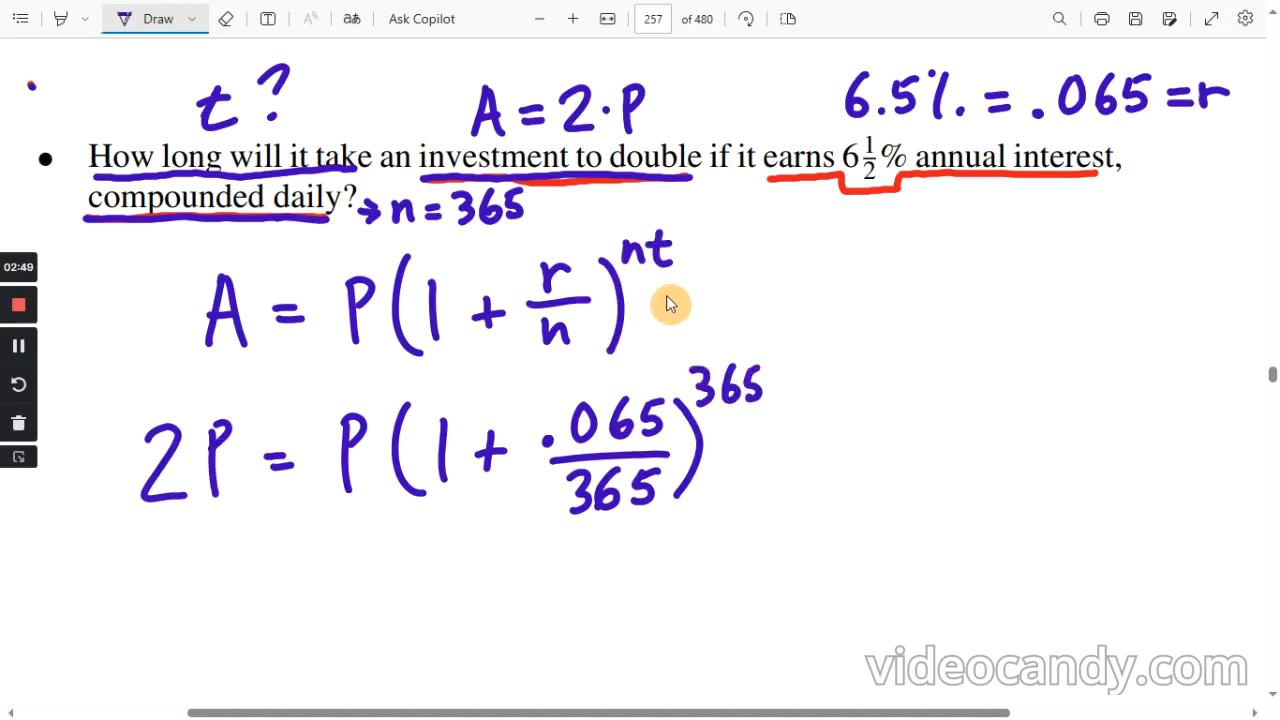 Draw
Ask Copilot
257 of 480
t ?
A = 2·P
6.5% = .065 = r
• How long will it take an investment to double if it earns 6 1/2 % annual interest,
compounded daily?
→ n = 365
02:49
A = P(1 + r/n)^nt
2P = P(1 + .065/365)^365
videocandy.com